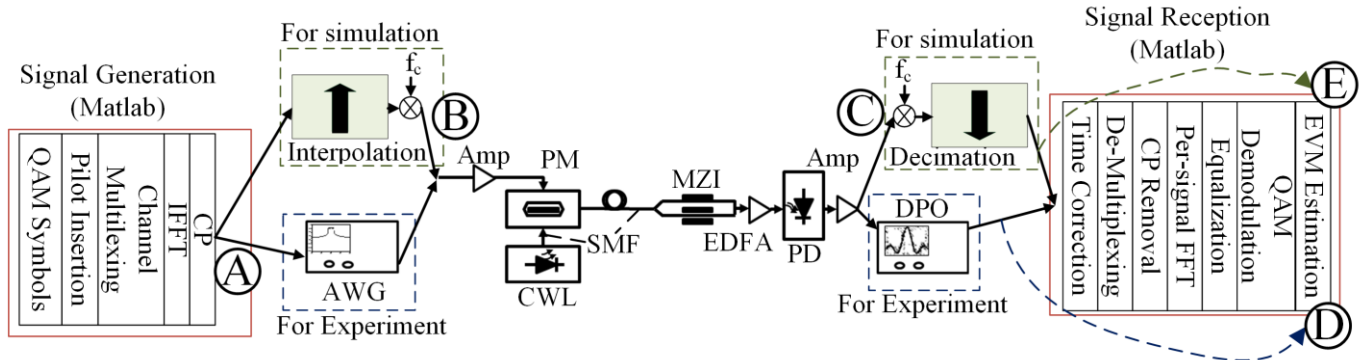 Signal Generation
(Matlab)
QAM Symbols
Pilot Insertion
Multilexing
Channel
IFFT
CP
A
For simulation
f_c
Interpolation
B
AWG
For Experiment
Amp
PM
CWL
SMF
MZI
EDFA
PD
Amp
C
For simulation
f_c
Decimation
DPO
For Experiment
Signal Reception
(Matlab)
Time Correction
De-Multiplexing
CP Removal
Per-signal FFT
Equalization
Demodulation
QAM
EVM Estimation
E
D